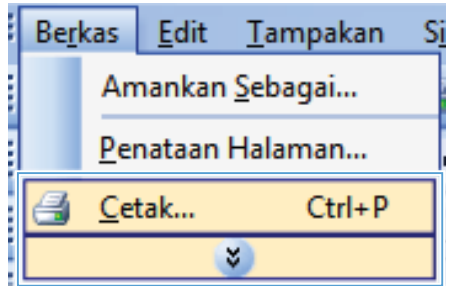 Berkas Edit Tampakan
Amankan Sebagai...
Penataan Halaman...
Cetak... Ctrl+P